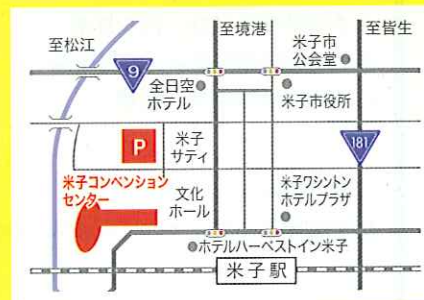 至松江
至境港
至皆生
9
全日空
ホテル
米子市
公会堂
米子市役所
P
米子
サティ
181
米子コンベンション
センター
文化
ホール
米子ワシントン
ホテルプラザ
ホテルハーベストイン米子
米子駅